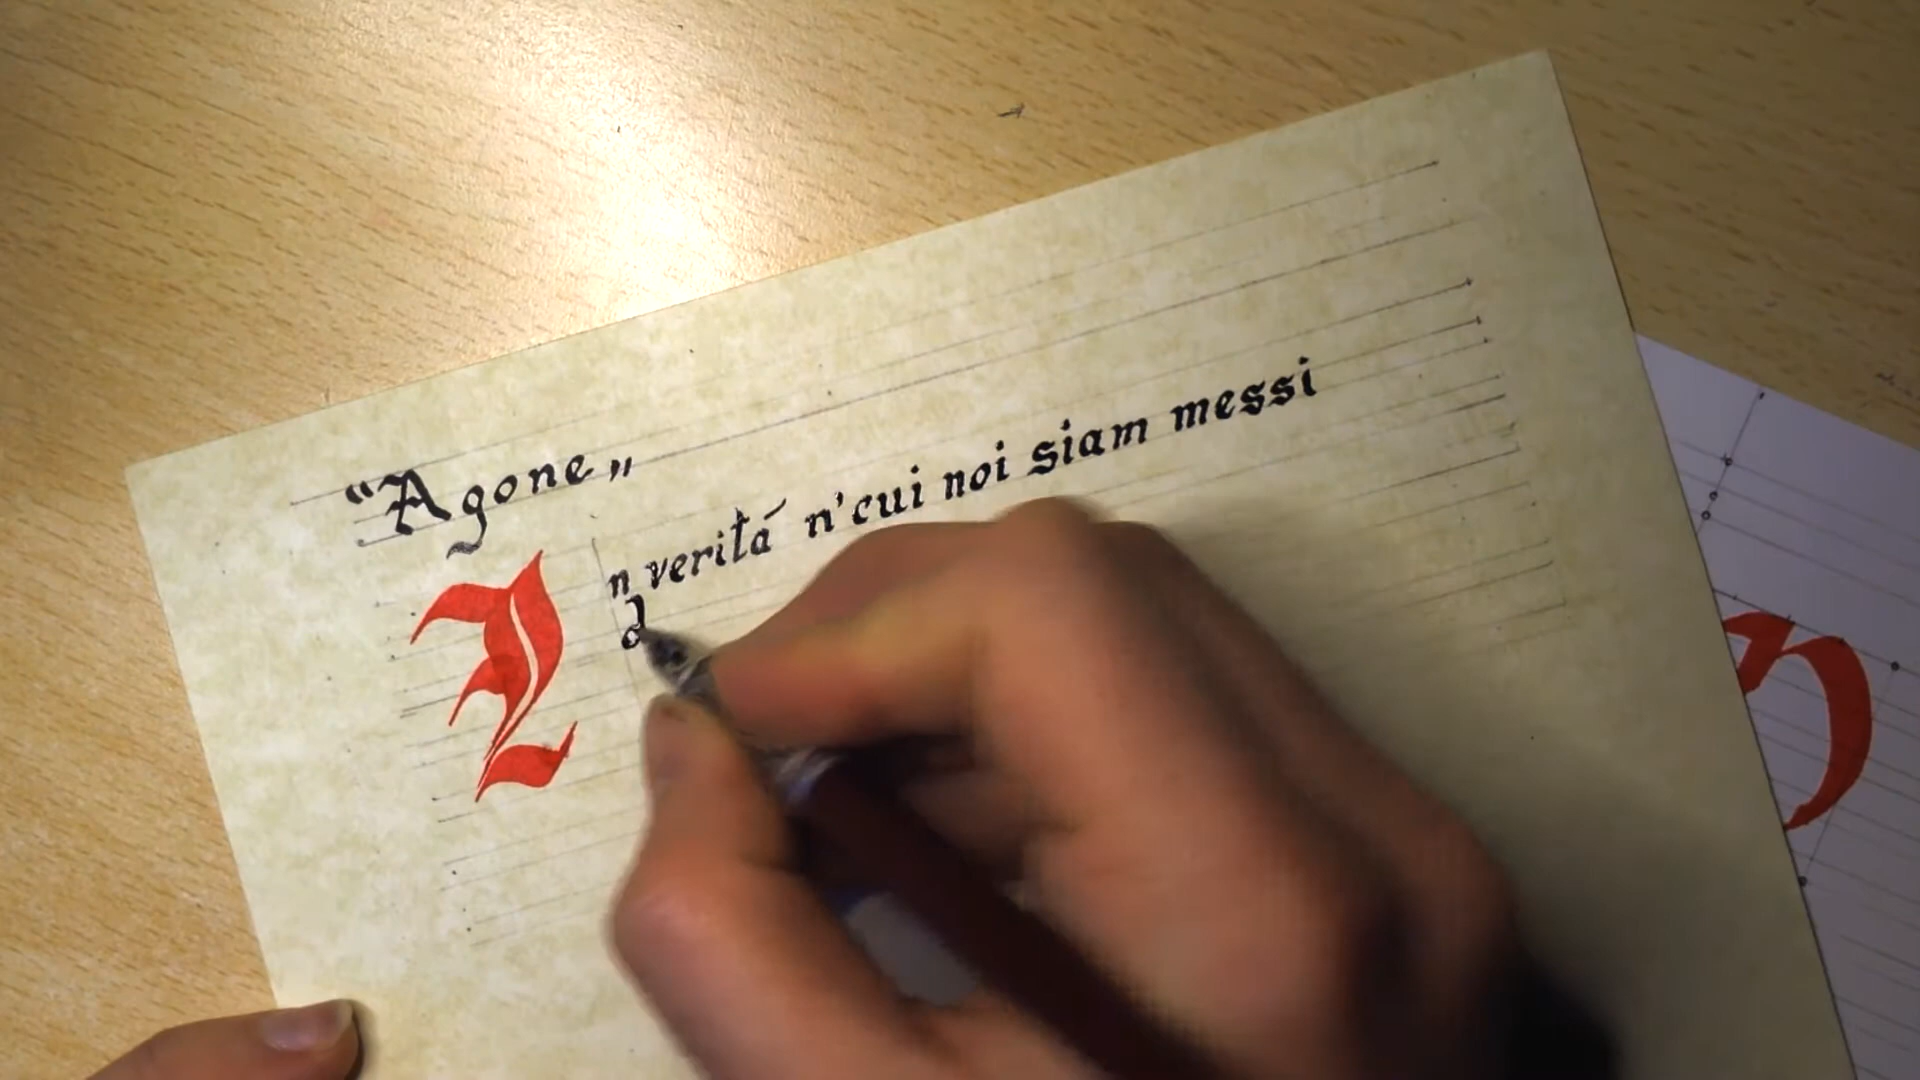 “Agone„
In veritá n'cui noi siam messi
d